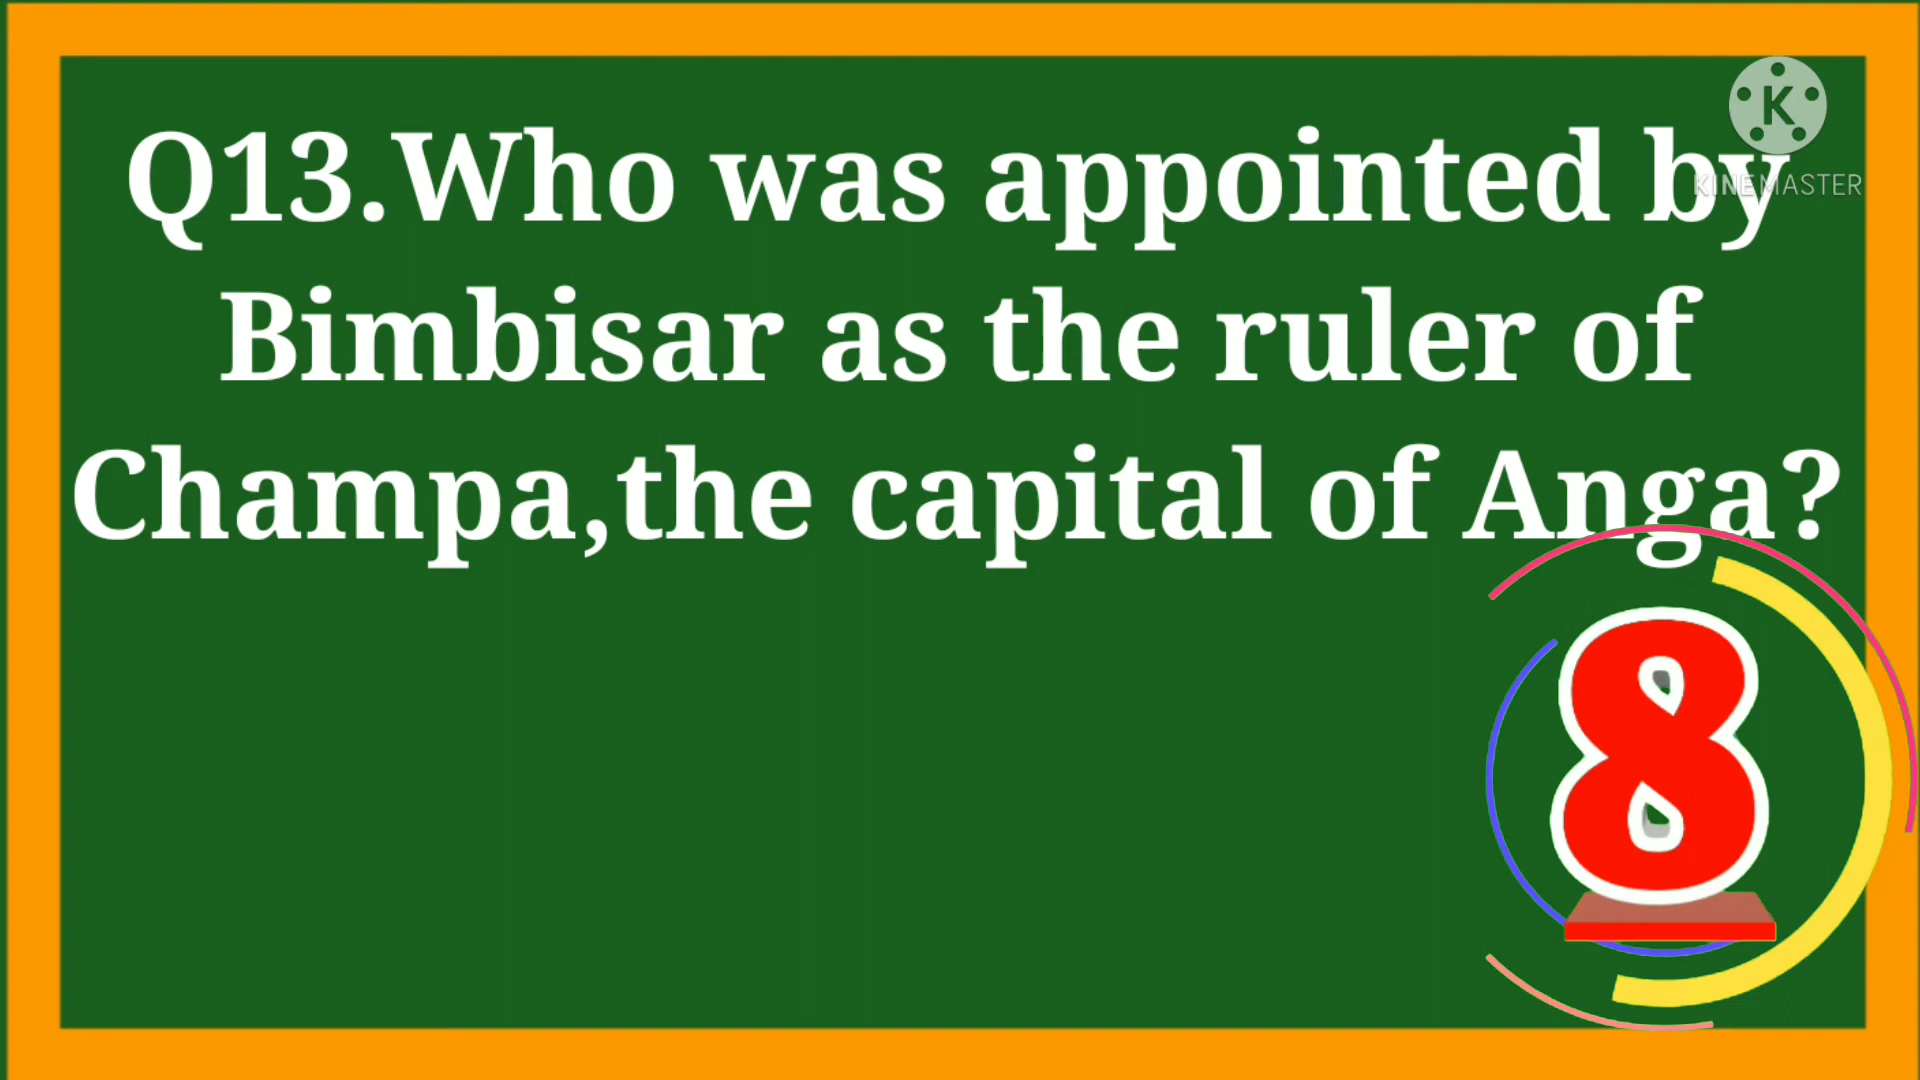 Q13.Who was appointed by
Bimbisar as the ruler of
Champa,the capital of Anga?
K
KINEMASTER
8